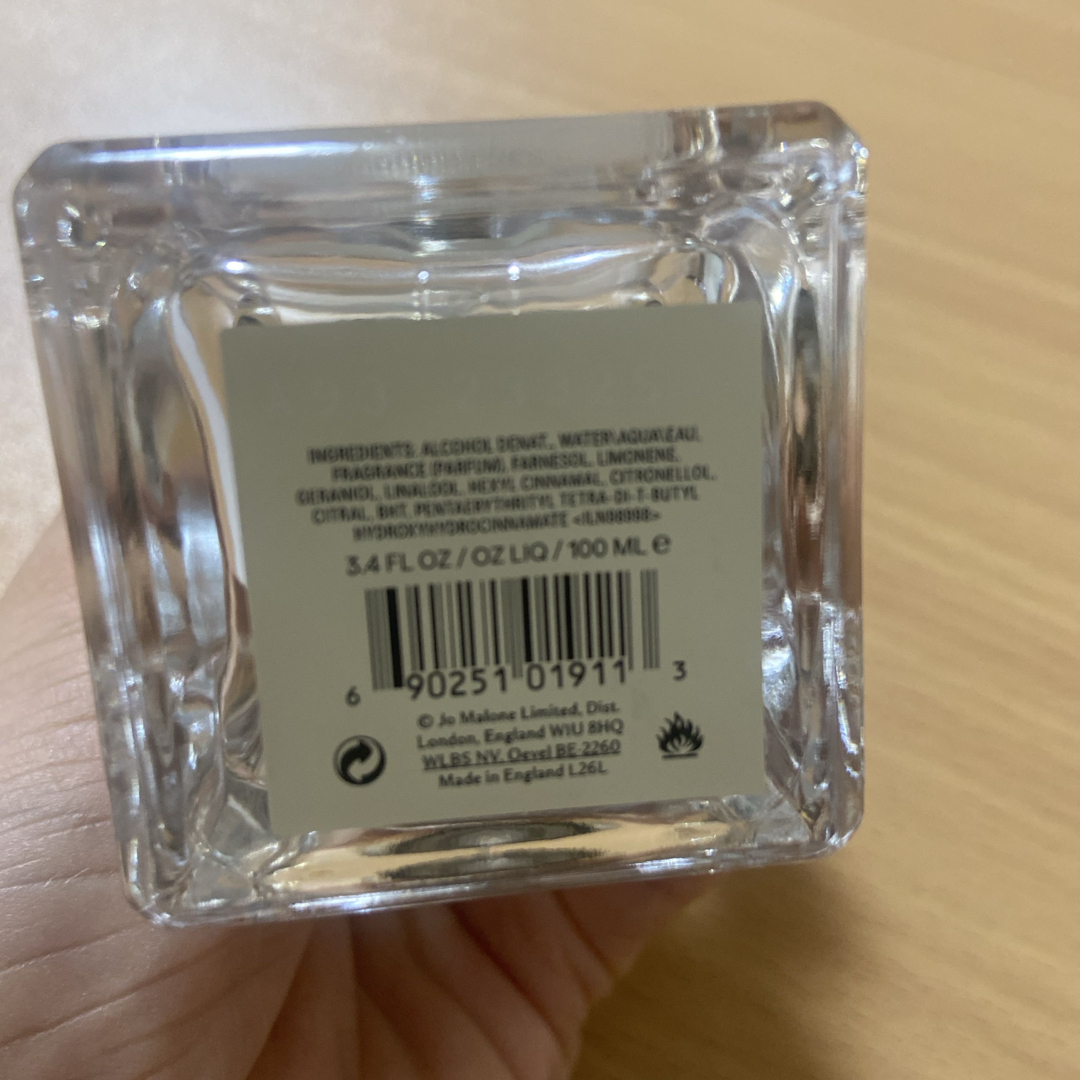 INGREDIENTS: ALCOHOL DENAT., WATER\AQUA\EAU,
FRAGRANCE (PARFUM), FARNESOL, LIMONENE,
GERANIOL, LINALOOL, HEXYL CINNAMAL, CITRONELLOL,
CITRAL, BHT, PENTAERYTHRITYL TETRA-DI-T-BUTYL
HYDROXYHYDROCINNAMATE
3.4 FL OZ / OZ LIQ / 100 ML ℮
6 90251 01911 3
© Jo Malone Limited, Dist.
London, England W1U 8HQ
WLBS NV. Oevel BE-2260
Made in England L26L